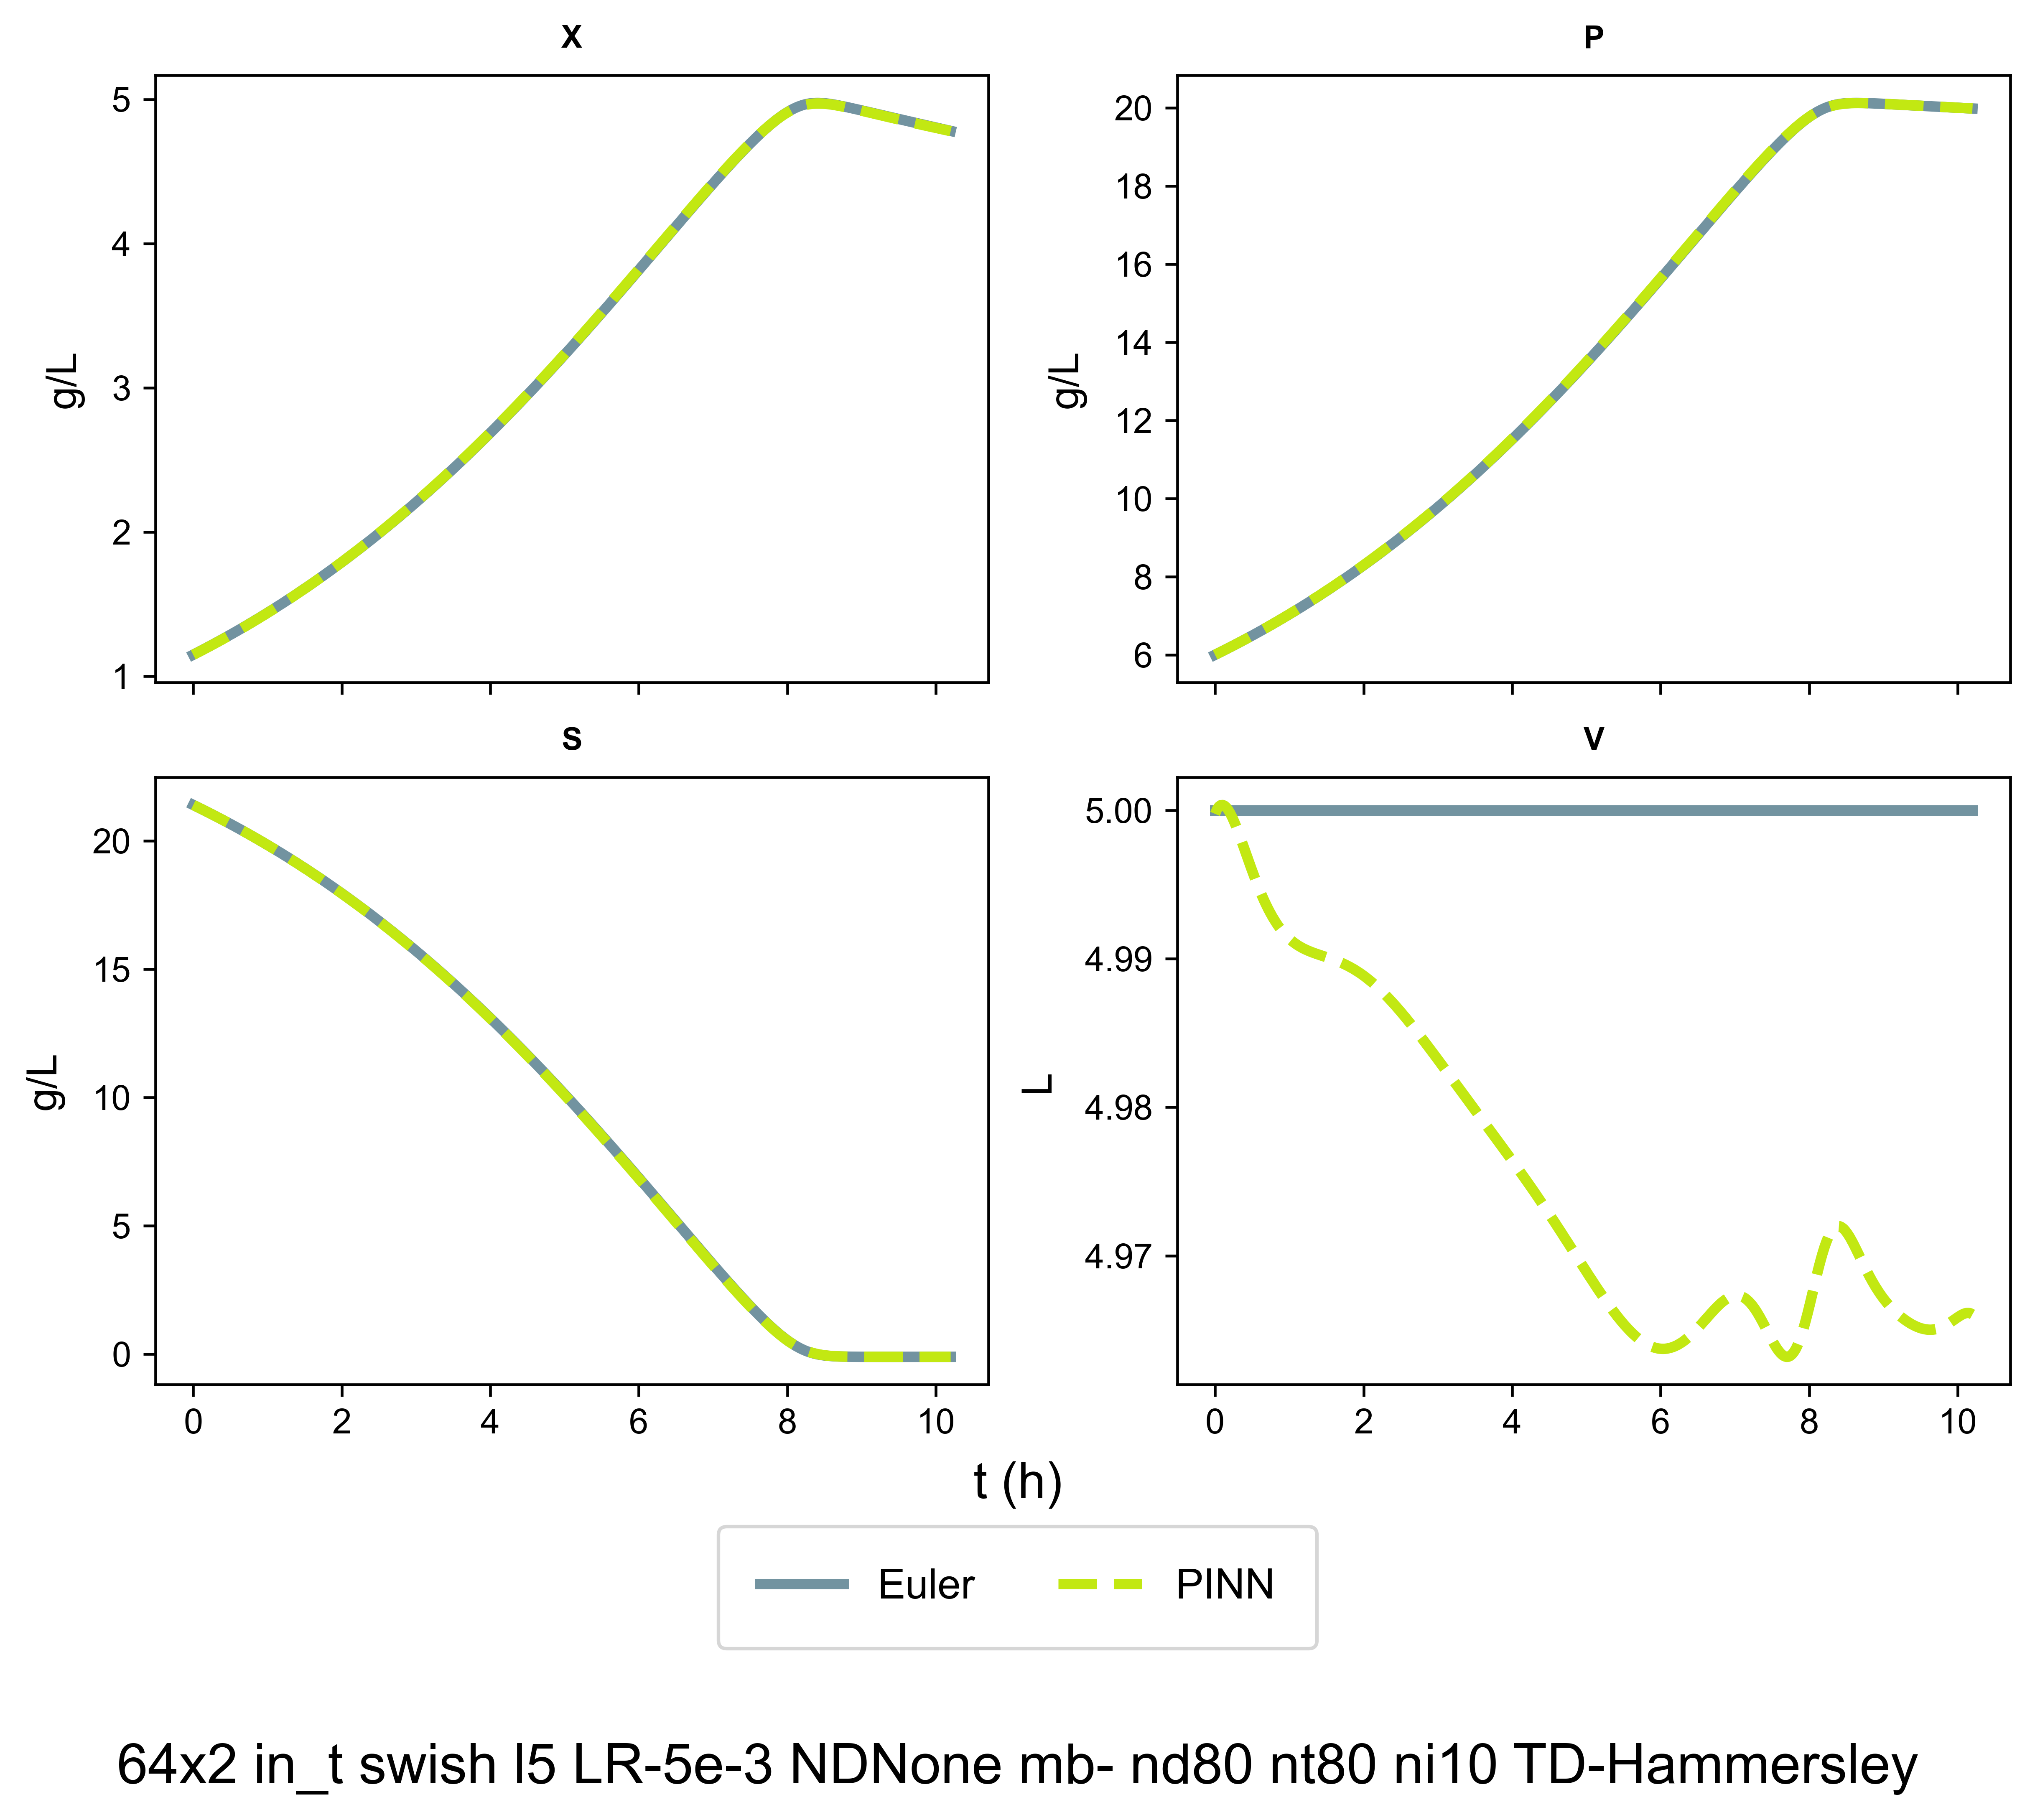 X
P
5
4
3
2
1
g/L
20
18
16
14
12
10
8
6
g/L
S
V
20
15
10
5
0
g/L
0 2 4 6 8 10
5.00
4.99
4.98
4.97
L
0 2 4 6 8 10
t (h)
Euler PINN
64x2 in_t swish l5 LR-5e-3 NDNone mb- nd80 nt80 ni10 TD-Hammersley